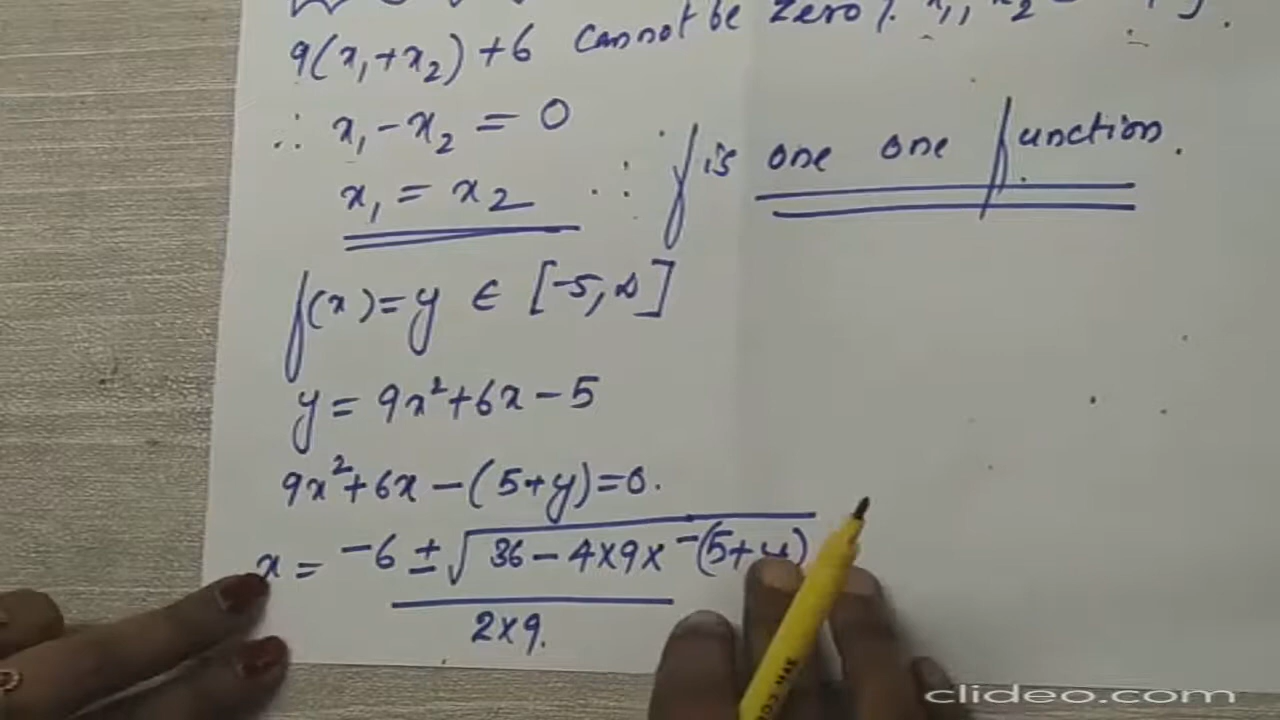 9(x₁+x₂)+6 cannot be zero
∴ x₁-x₂ = 0
x₁ = x₂ ∴ f is one one function.
f(x)=y ∈ [-5,∞]
y = 9x²+6x-5
9x²+6x-(5+y)=0.
x = -6 ± √36-4×9×-(5+y)
2×9.
clideo.com